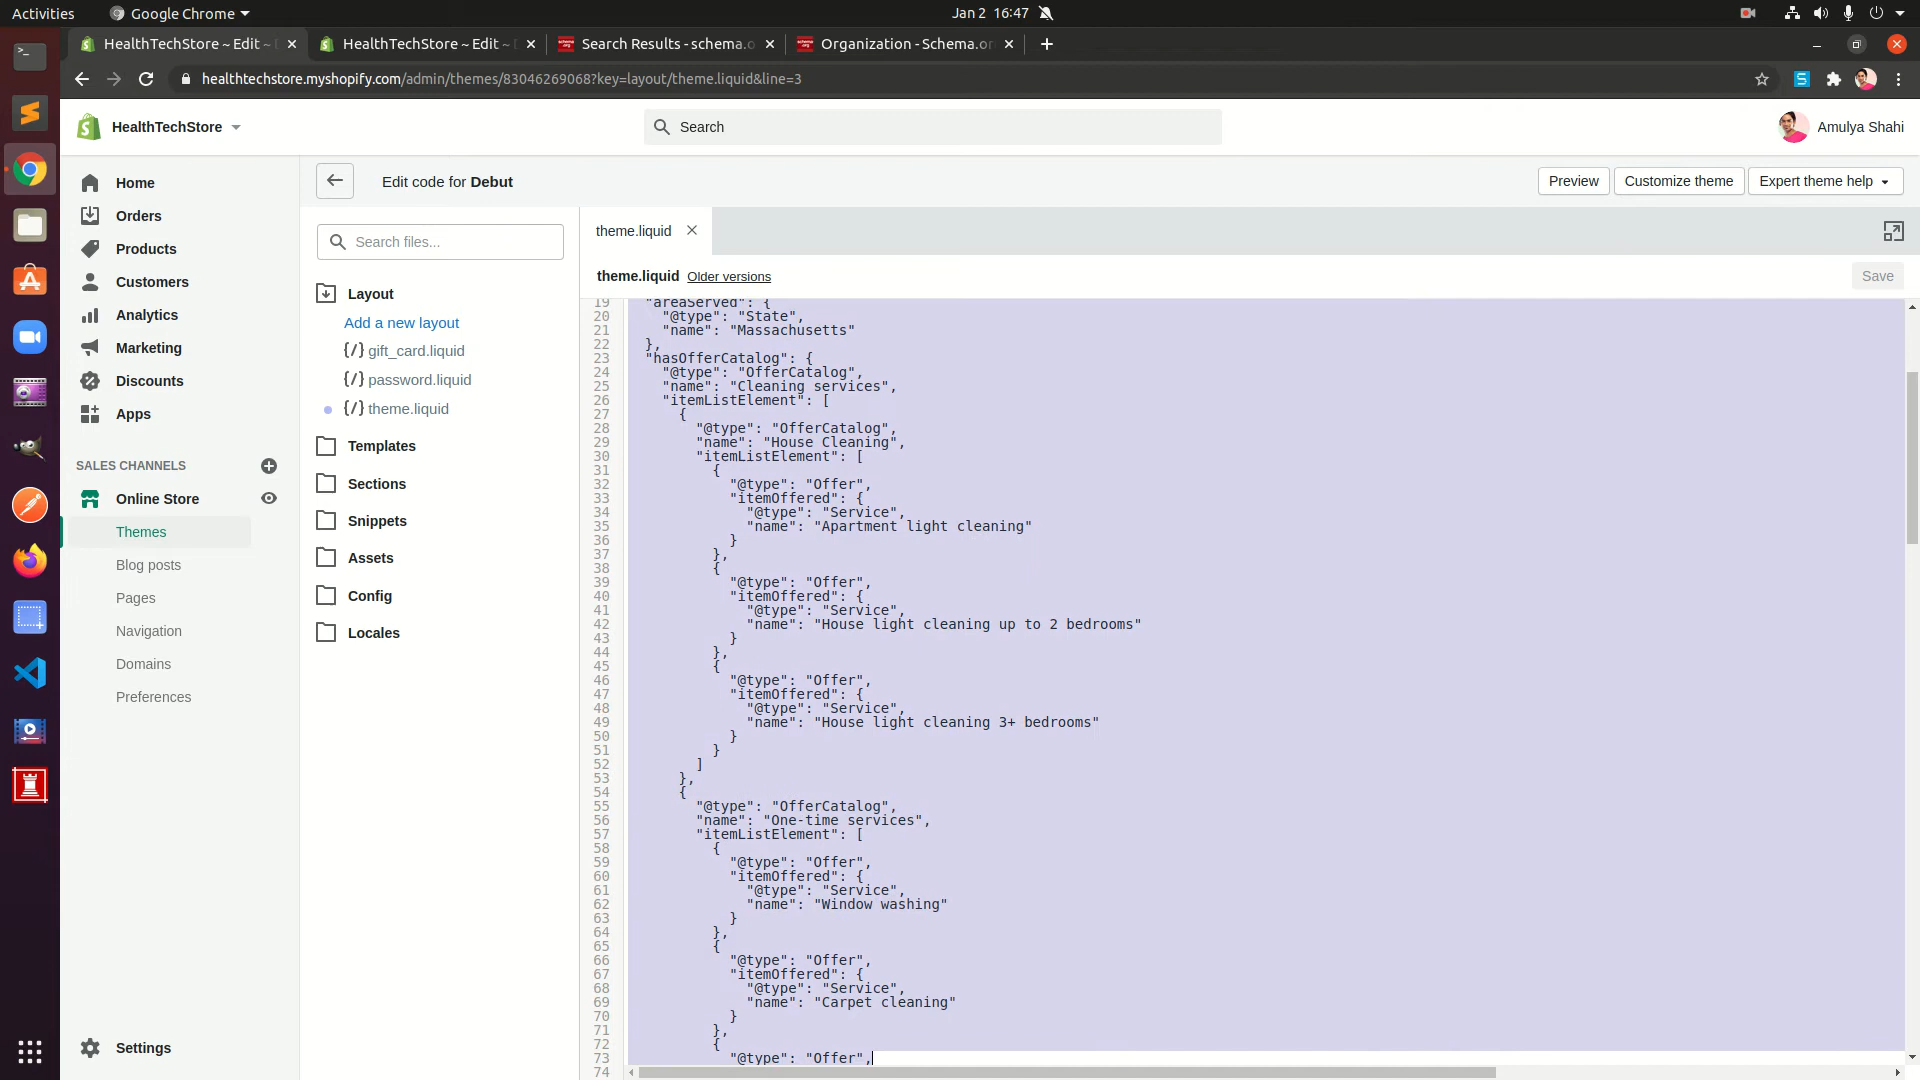 Activities
Google Chrome
Jan 2 16:47
HealthTechStore ~ Edit ~
HealthTechStore ~ Edit ~
Search Results - schema.o
Organization - Schema.or
healthtechstore.myshopify.com/admin/themes/83046269068?key=layout/theme.liquid&line=3
HealthTechStore
Search
Amulya Shahi
Home
Orders
Products
Customers
Analytics
Marketing
Discounts
Apps
SALES CHANNELS
Online Store
Themes
Blog posts
Pages
Navigation
Domains
Preferences
Settings
Edit code for Debut
Preview
Customize theme
Expert theme help
Search files...
Layout
Add a new layout
{/} gift_card.liquid
{/} password.liquid
{/} theme.liquid
Templates
Sections
Snippets
Assets
Config
Locales
theme.liquid
theme.liquid Older versions
Save
19 "areaServed": {
20 "@type": "State",
21 "name": "Massachusetts"
22 },
23 "hasOfferCatalog": {
24 "@type": "OfferCatalog",
25 "name": "Cleaning services",
26 "itemListElement": [
27 {
28 "@type": "OfferCatalog",
29 "name": "House Cleaning",
30 "itemListElement": [
31 {
32 "@type": "Offer",
33 "itemOffered": {
34 "@type": "Service",
35 "name": "Apartment light cleaning"
36 }
37 },
38 {
39 "@type": "Offer",
40 "itemOffered": {
41 "@type": "Service",
42 "name": "House light cleaning up to 2 bedrooms"
43 }
44 },
45 {
46 "@type": "Offer",
47 "itemOffered": {
48 "@type": "Service",
49 "name": "House light cleaning 3+ bedrooms"
50 }
51 }
52 ]
53 },
54 {
55 "@type": "OfferCatalog",
56 "name": "One-time services",
57 "itemListElement": [
58 {
59 "@type": "Offer",
60 "itemOffered": {
61 "@type": "Service",
62 "name": "Window washing"
63 }
64 },
65 {
66 "@type": "Offer",
67 "itemOffered": {
68 "@type": "Service",
69 "name": "Carpet cleaning"
70 }
71 },
72 {
73 "@type": "Offer",
74